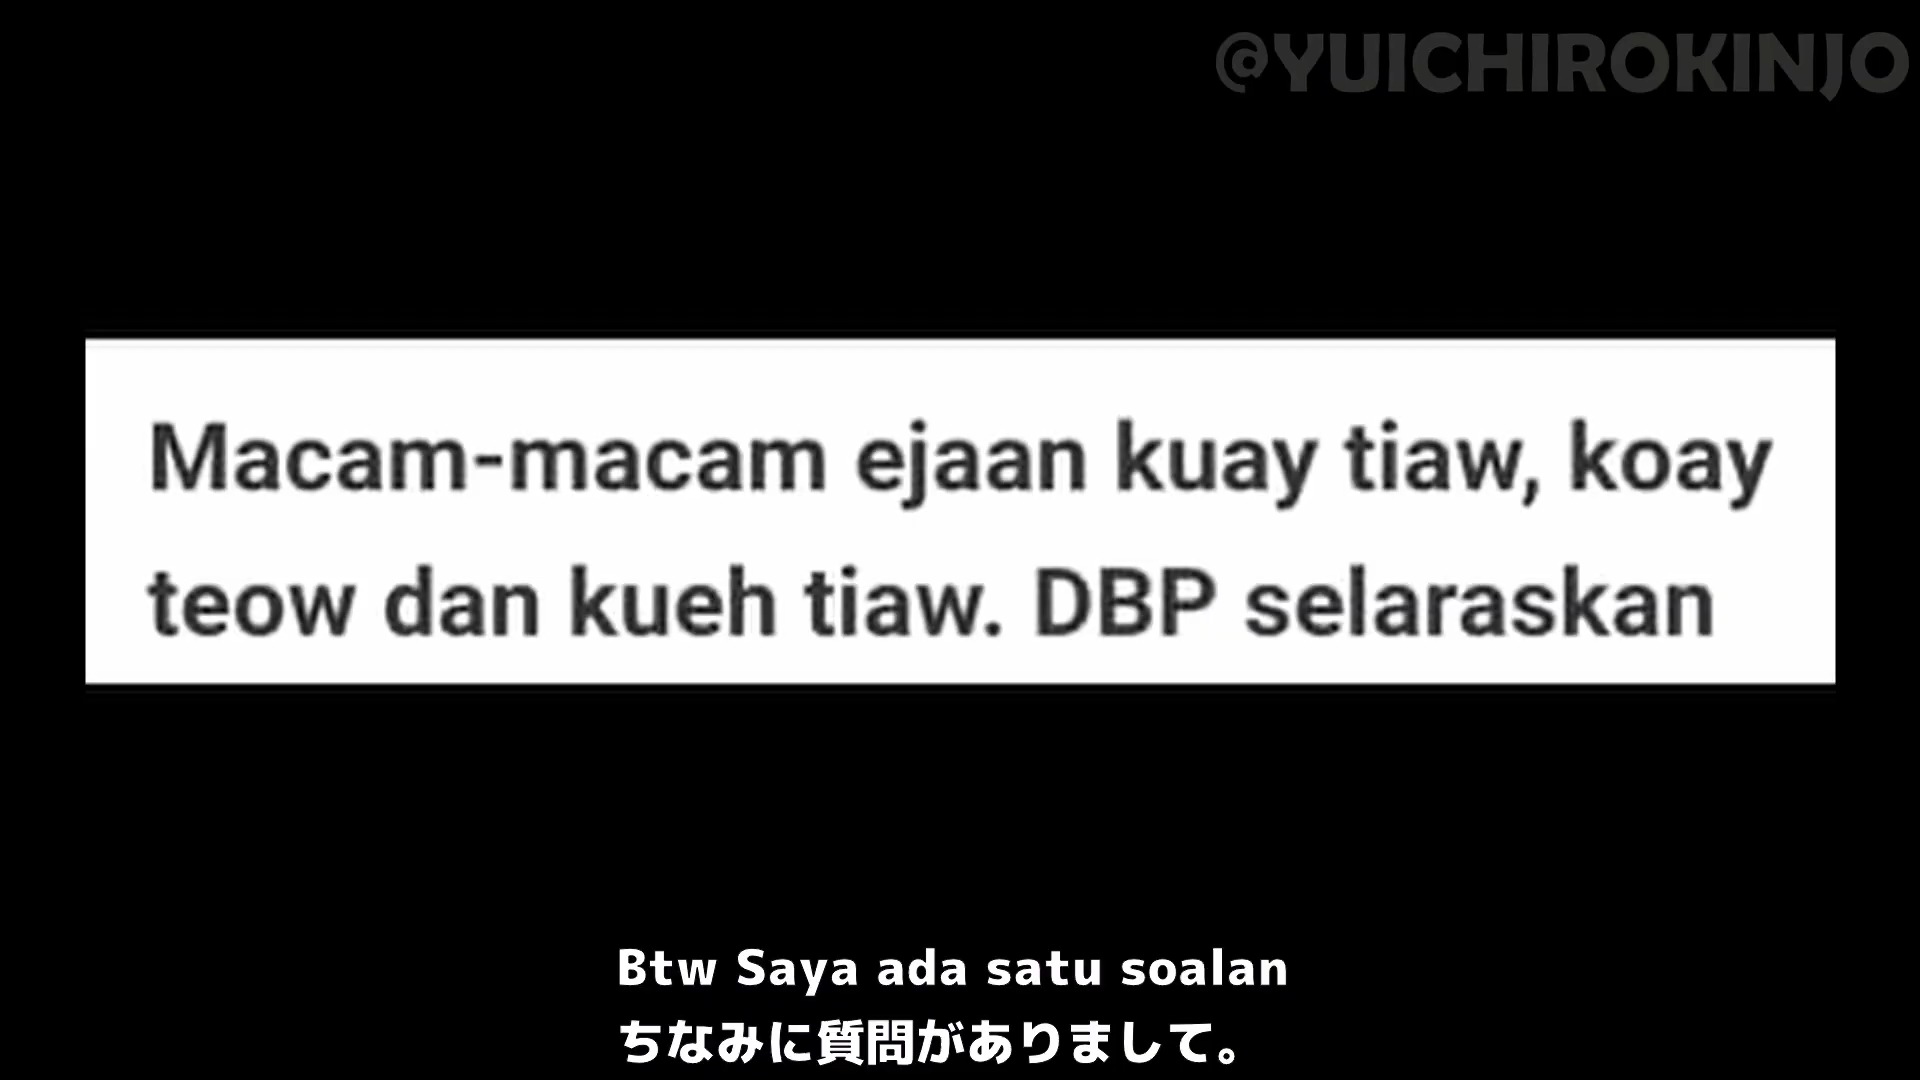 @YUICHIROKINJO
Macam-macam ejaan kuay tiaw, koay
teow dan kueh tiaw. DBP selaraskan
Btw Saya ada satu soalan
ちなみに質問がありまして。